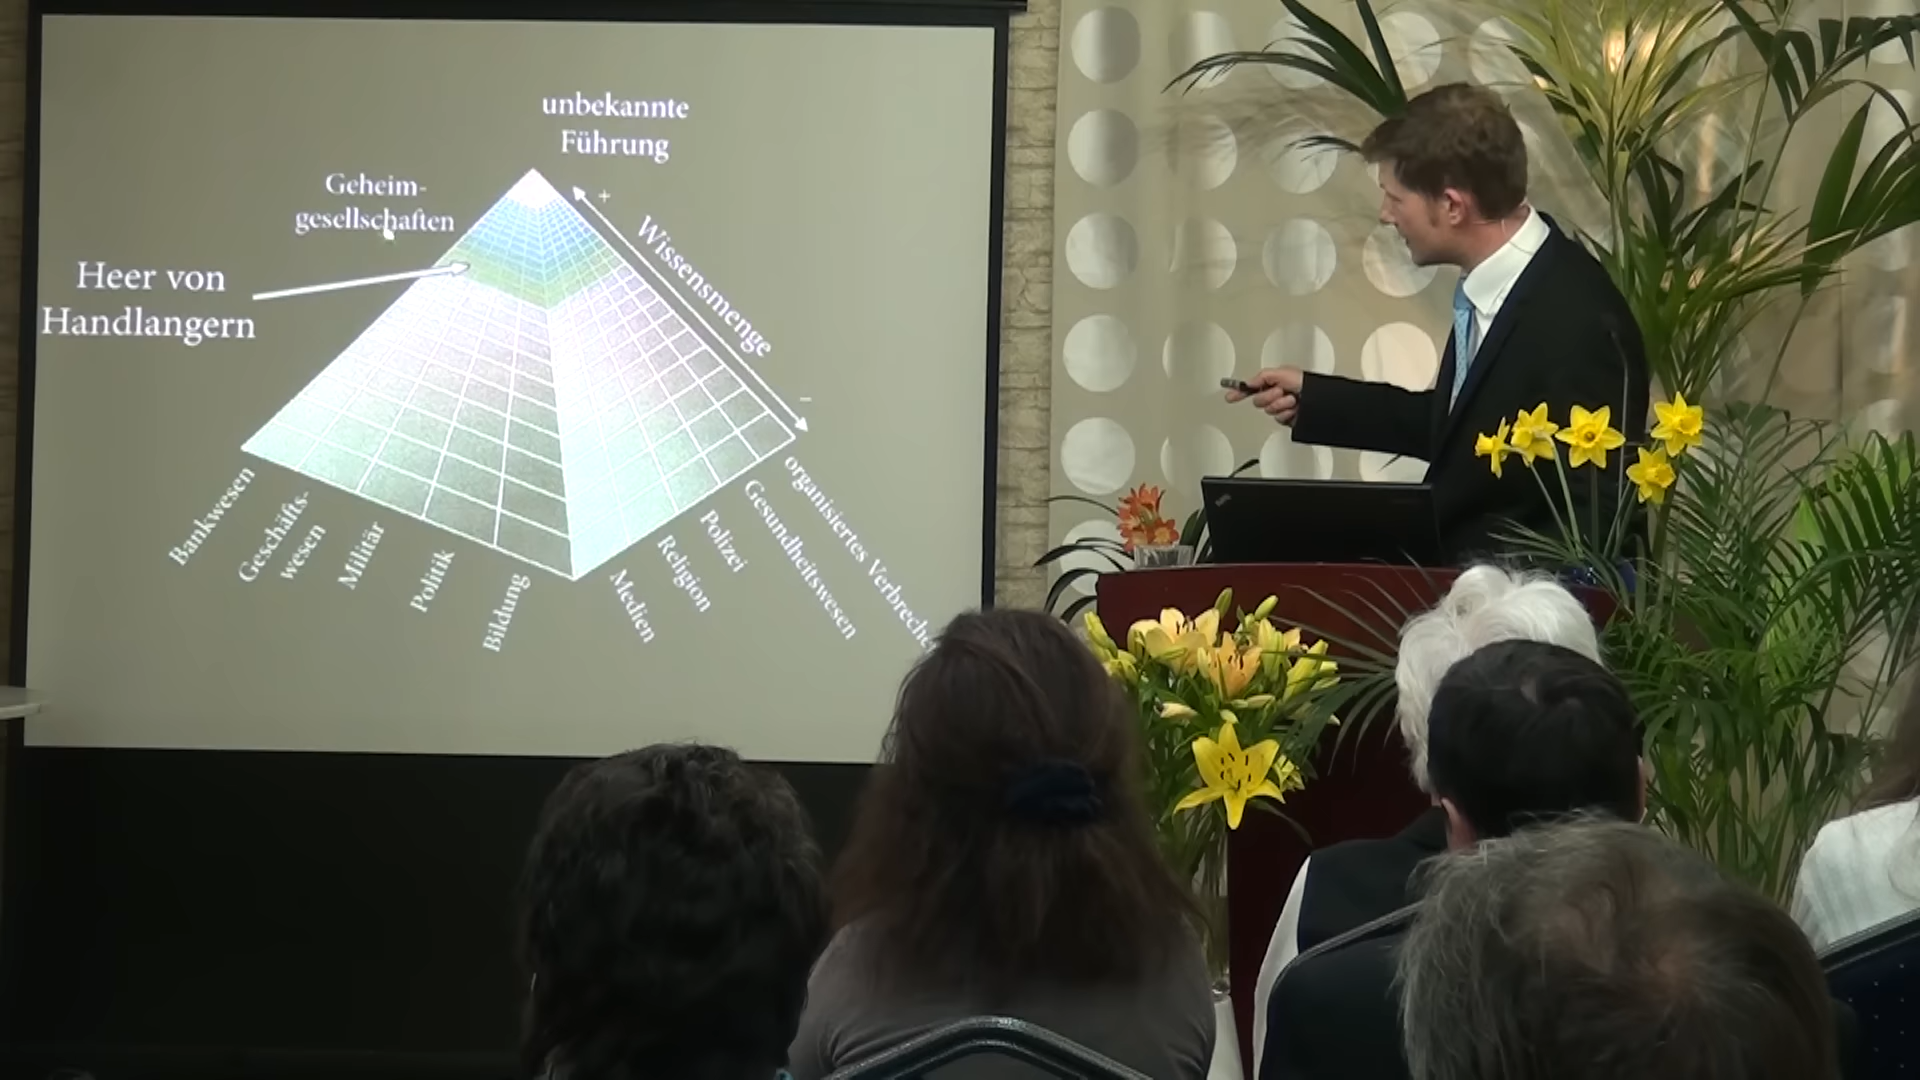 unbekannte
Führung
Geheim-
gesellschaften
Heer von
Handlangern
+
Wissensmenge
–
Bankwesen
Geschäfts-
wesen
Militär
Politik
Bildung
Medien
Religion
Polizei
Gesundheitswesen
organisiertes Verbreche